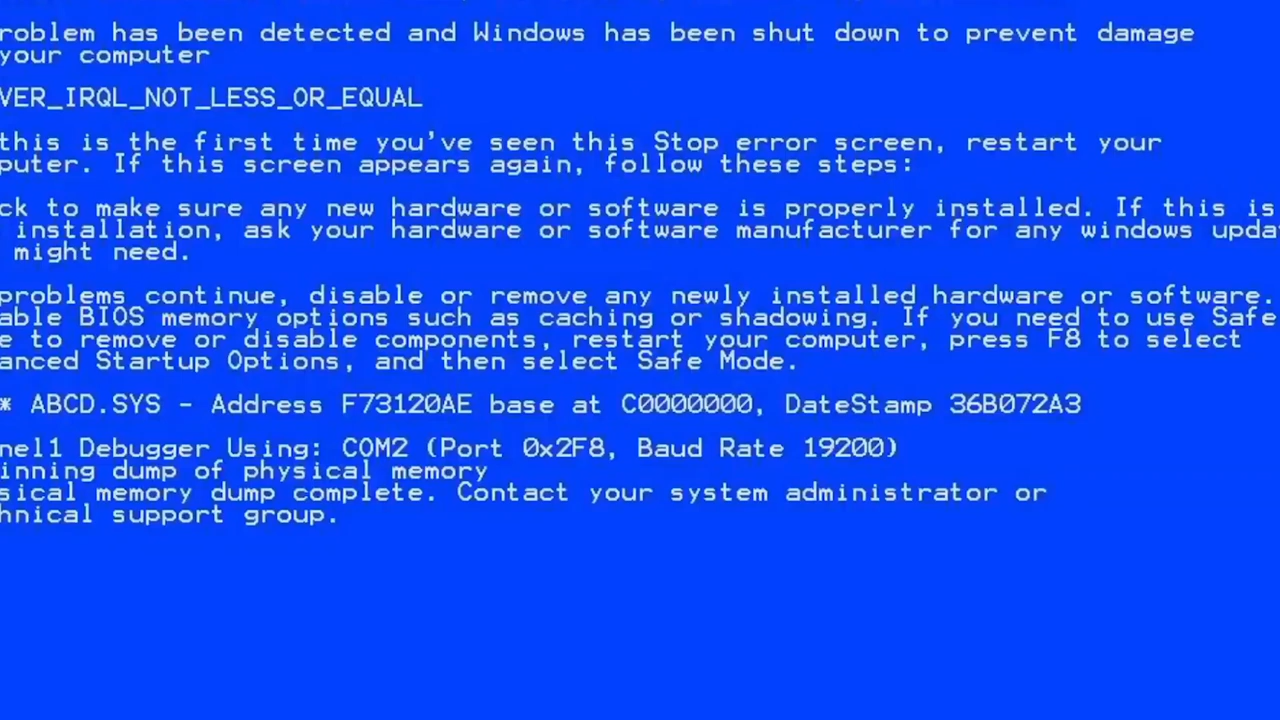 roblem has been detected and Windows has been shut down to prevent damage
your computer
VER_IRQL_NOT_LESS_OR_EQUAL
this is the first time you've seen this Stop error screen, restart your
puter. If this screen appears again, follow these steps:
ck to make sure any new hardware or software is properly installed. If this is
installation, ask your hardware or software manufacturer for any windows upda
might need.
problems continue, disable or remove any newly installed hardware or software.
able BIOS memory options such as caching or shadowing. If you need to use Safe
e to remove or disable components, restart your computer, press F8 to select
anced Startup Options, and then select Safe Mode.
* ABCD.SYS - Address F73120AE base at C0000000, DateStamp 36B072A3
nel1 Debugger Using: COM2 (Port 0x2F8, Baud Rate 19200)
inning dump of physical memory
sical memory dump complete. Contact your system administrator or
hnical support group.